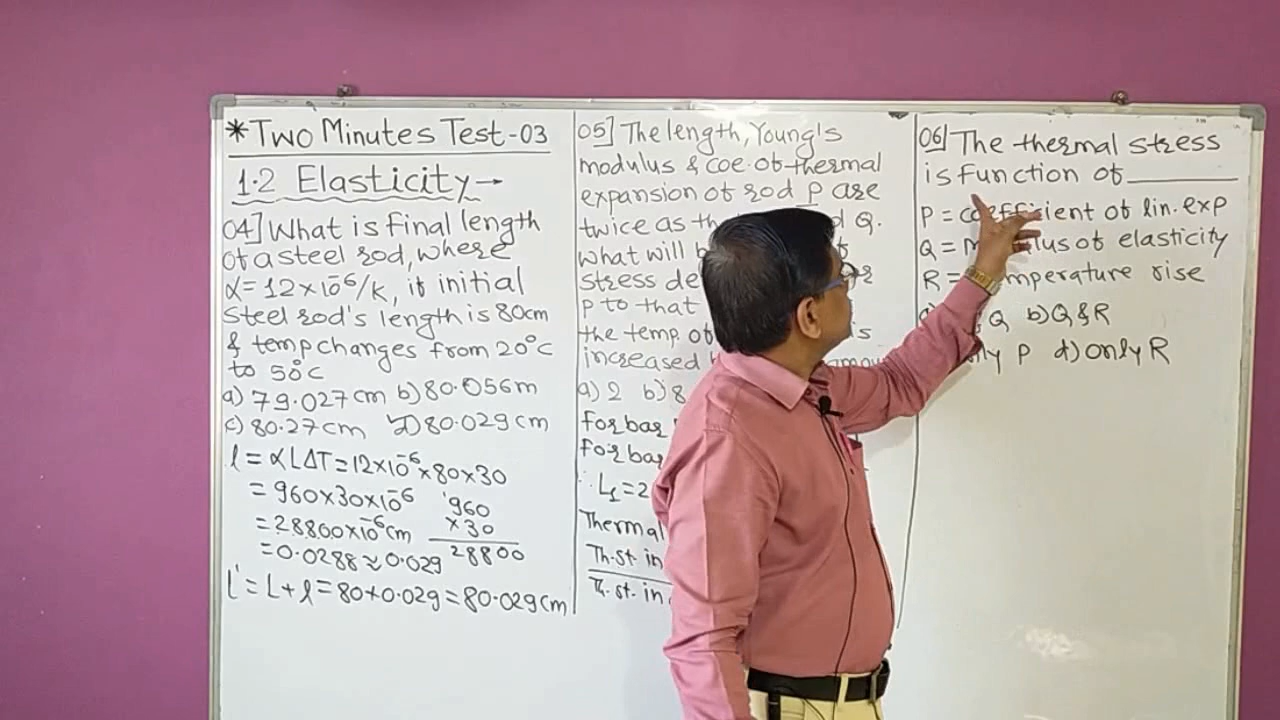 *Two Minutes Test-03
1.2 Elasticity→
04] What is final length
of a steel rod, where
α=12×10⁻⁶/K, if initial
steel rod's length is 80cm
& temp changes from 20°C
to 50°C
a) 79.027cm b) 80.056m
c) 80.27cm d) 80.029cm
l = αLΔT = 12×10⁻⁶×80×30
= 960×30×10⁻⁶
= 28800×10⁻⁶cm
= 0.0288 ≈ 0.029
960
×30
28800
L' = L+l = 80+0.029 = 80.029cm
05] The length, Young's
modulus & coe. of thermal
expansion of rod P are
twice as Q.
what will
stress
P to that
the temp of
increased
a) 2 b) 8
for bar
for bar
∴ L₁=2
Thermal
Th.st. in
Th.st. in
06] The thermal stress
is function of ________
P = coefficient of lin. exp
Q = of elasticity
R = temperature rise
Q b) Q & R
P d) only R